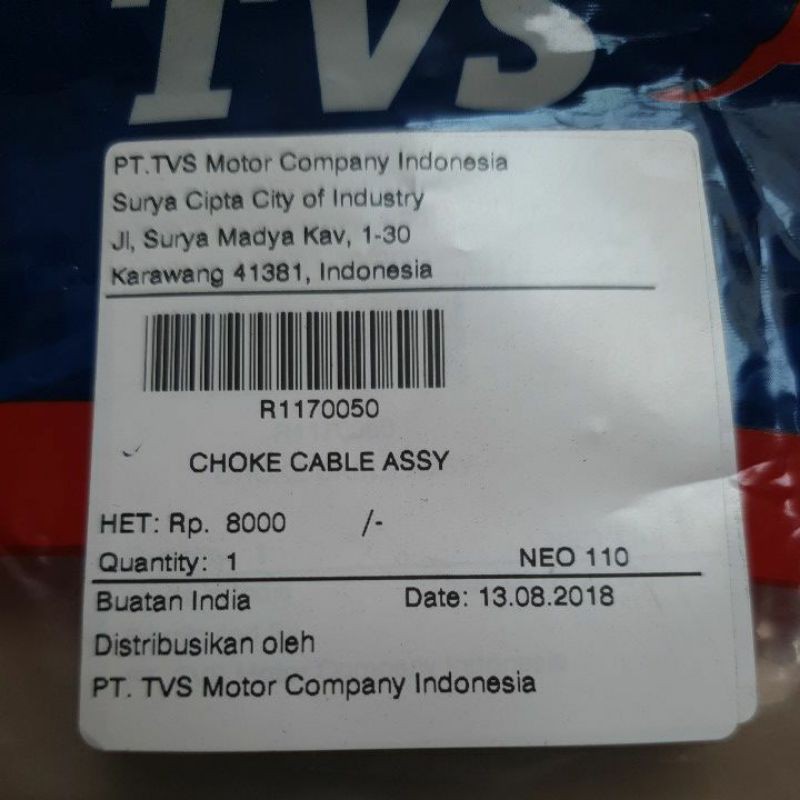 TVS
PT.TVS Motor Company Indonesia
Surya Cipta City of Industry
Jl, Surya Madya Kav, 1-30
Karawang 41381, Indonesia
R1170050
CHOKE CABLE ASSY
HET: Rp. 8000 /-
Quantity: 1 NEO 110
Buatan India Date: 13.08.2018
Distribusikan oleh
PT. TVS Motor Company Indonesia